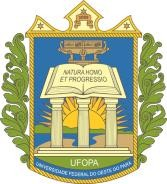 NATURA HOMO
ET PROGRESSIO
UFOPA
UNIVERSIDADE FEDERAL DO OESTE DO PARÁ